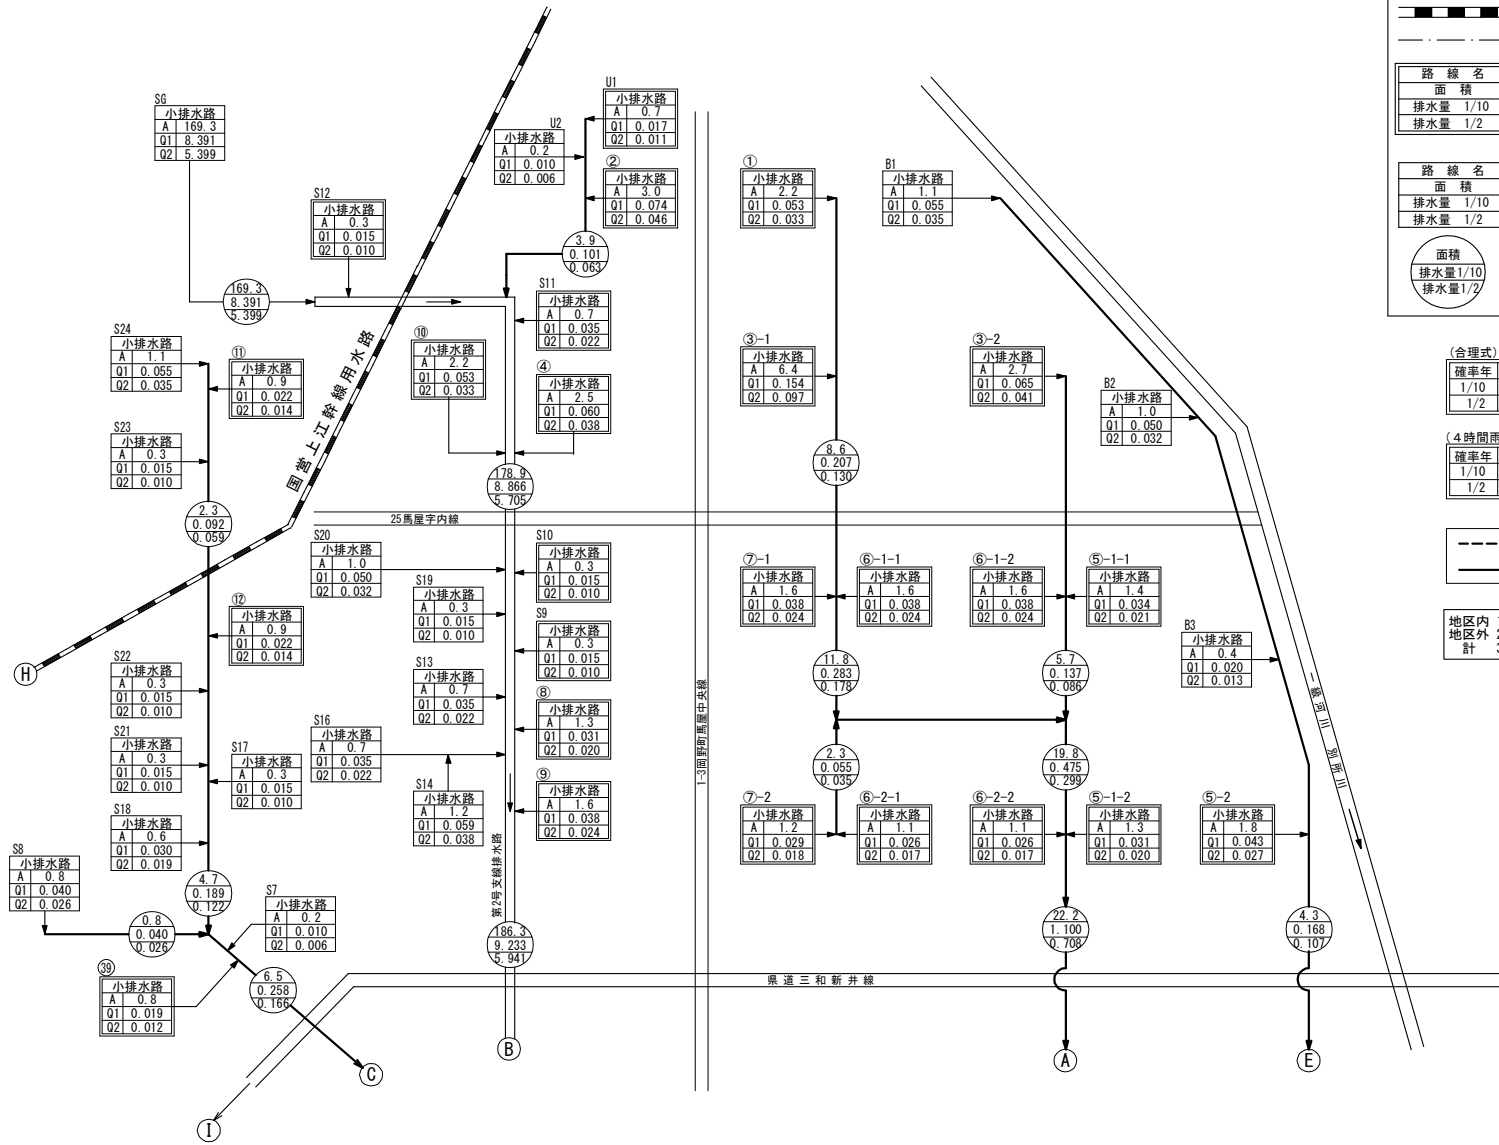 SG
小排水路
A 169.3
Q1 8.391
Q2 5.399
S12
小排水路
A 0.3
Q1 0.015
Q2 0.010
U2
小排水路
A 0.2
Q1 0.010
Q2 0.006
U1
小排水路
A 0.7
Q1 0.017
Q2 0.011
②
小排水路
A 3.0
Q1 0.074
Q2 0.046
3.9
0.101
0.063
169.3
8.391
5.399
S11
小排水路
A 0.7
Q1 0.035
Q2 0.022
⑩
小排水路
A 2.2
Q1 0.053
Q2 0.033
④
小排水路
A 2.5
Q1 0.060
Q2 0.038
178.9
8.866
5.705
S24
小排水路
A 1.1
Q1 0.055
Q2 0.035
⑪
小排水路
A 0.9
Q1 0.022
Q2 0.014
S23
小排水路
A 0.3
Q1 0.015
Q2 0.010
2.3
0.092
0.059
国営上江幹線用水路
25馬屋字内線
H
⑫
小排水路
A 0.9
Q1 0.022
Q2 0.014
S22
小排水路
A 0.3
Q1 0.015
Q2 0.010
S21
小排水路
A 0.3
Q1 0.015
Q2 0.010
S17
小排水路
A 0.3
Q1 0.015
Q2 0.010
S18
小排水路
A 0.6
Q1 0.030
Q2 0.019
S8
小排水路
A 0.8
Q1 0.040
Q2 0.026
4.7
0.189
0.122
0.8
0.040
0.026
S7
小排水路
A 0.2
Q1 0.010
Q2 0.006
㊴
小排水路
A 0.8
Q1 0.019
Q2 0.012
6.5
0.258
0.166
C
I
S20
小排水路
A 1.0
Q1 0.050
Q2 0.032
S19
小排水路
A 0.3
Q1 0.015
Q2 0.010
S10
小排水路
A 0.3
Q1 0.015
Q2 0.010
S9
小排水路
A 0.3
Q1 0.015
Q2 0.010
S13
小排水路
A 0.7
Q1 0.035
Q2 0.022
⑧
小排水路
A 1.3
Q1 0.031
Q2 0.020
S16
小排水路
A 0.7
Q1 0.035
Q2 0.022
S14
小排水路
A 1.2
Q1 0.059
Q2 0.038
⑨
小排水路
A 1.6
Q1 0.038
Q2 0.024
第2号支線排水路
186.3
9.233
5.941
B
1-3岡野町馬屋中央線
①
小排水路
A 2.2
Q1 0.053
Q2 0.033
B1
小排水路
A 1.1
Q1 0.055
Q2 0.035
③-1
小排水路
A 6.4
Q1 0.154
Q2 0.097
③-2
小排水路
A 2.7
Q1 0.065
Q2 0.041
B2
小排水路
A 1.0
Q1 0.050
Q2 0.032
8.6
0.207
0.130
⑦-1
小排水路
A 1.6
Q1 0.038
Q2 0.024
⑥-1-1
小排水路
A 1.6
Q1 0.038
Q2 0.024
⑥-1-2
小排水路
A 1.6
Q1 0.038
Q2 0.024
⑤-1-1
小排水路
A 1.4
Q1 0.034
Q2 0.021
B3
小排水路
A 0.4
Q1 0.020
Q2 0.013
11.8
0.283
0.178
5.7
0.137
0.086
2.3
0.055
0.035
19.8
0.475
0.299
⑦-2
小排水路
A 1.2
Q1 0.029
Q2 0.018
⑥-2-1
小排水路
A 1.1
Q1 0.026
Q2 0.017
⑥-2-2
小排水路
A 1.1
Q1 0.026
Q2 0.017
⑤-1-2
小排水路
A 1.3
Q1 0.031
Q2 0.020
⑤-2
小排水路
A 1.8
Q1 0.043
Q2 0.027
一級河川 別所川
22.2
1.100
0.708
4.3
0.168
0.107
県道三和新井線
A
E
路線名
面積
排水量 1/10
排水量 1/2
路線名
面積
排水量 1/10
排水量 1/2
面積
排水量1/10
排水量1/2
(合理式)
確率年
1/10
1/2
(4時間雨
確率年
1/10
1/2
地区内
地区外
計